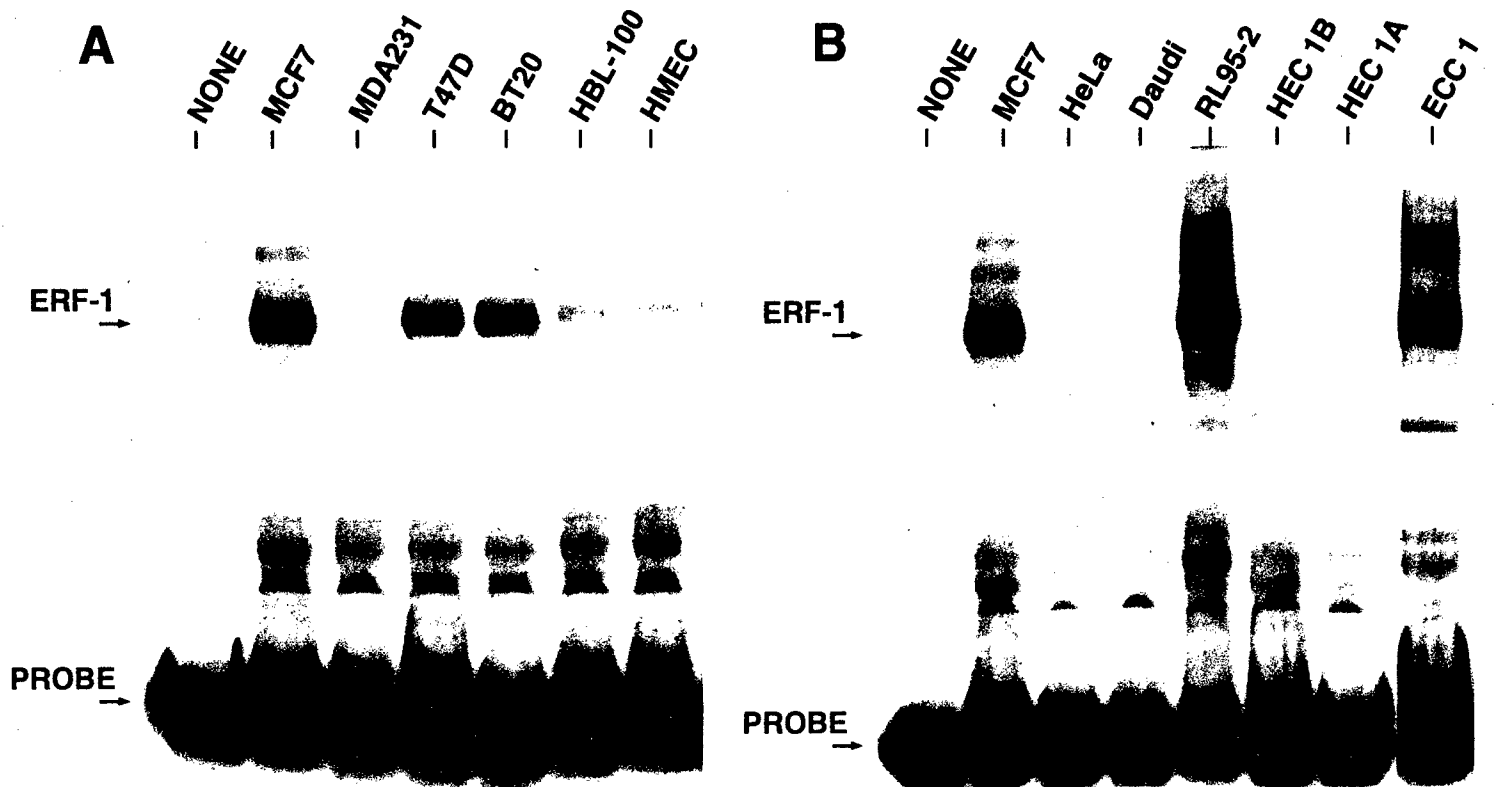 A
NONE
MCF7
MDA231
T47D
BT20
HBL-100
HMEC
ERF-1
PROBE
B
NONE
MCF7
HeLa
Daudi
RL95-2
HEC 1B
HEC 1A
ECC 1
ERF-1
PROBE